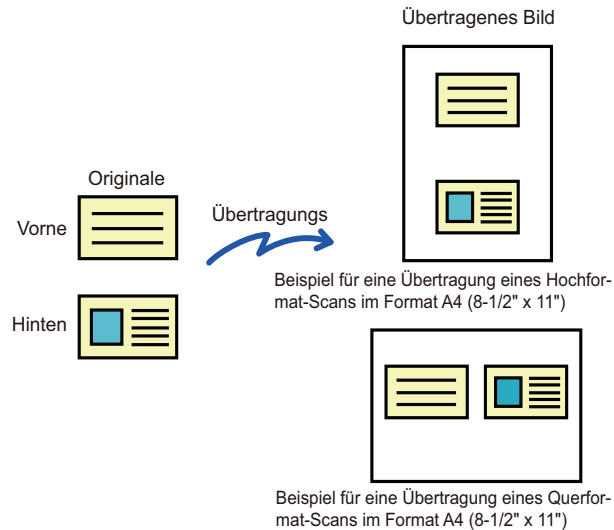 Übertragenes Bild
Originale
Vorne
Übertragungs
Hinten
Beispiel für eine Übertragung eines Hochfor-
mat-Scans im Format A4 (8-1/2" x 11")
Beispiel für eine Übertragung eines Querfor-
mat-Scans im Format A4 (8-1/2" x 11")